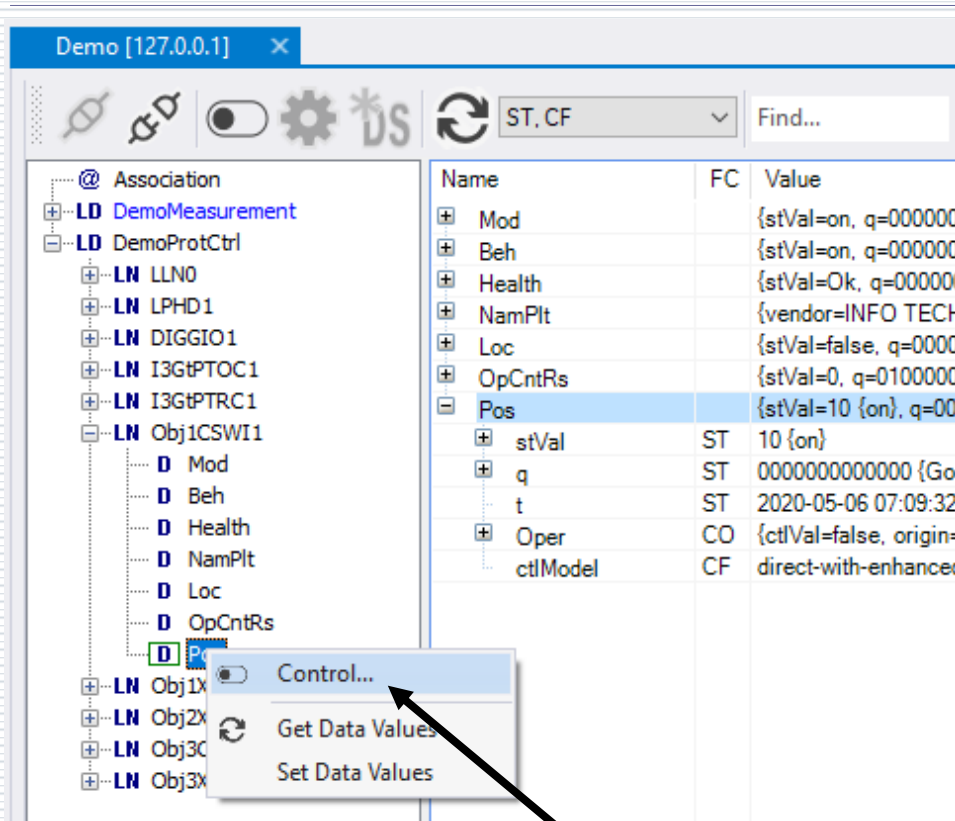 Demo [127.0.0.1] ×
*DS ST, CF Find...
@ Association
LD DemoMeasurement
LD DemoProtCtrl
LN LLN0
LN LPHD1
LN DIGGIO1
LN I3GtPTOC1
LN I3GtPTRC1
LN Obj1CSWI1
D Mod
D Beh
D Health
D NamPlt
D Loc
D OpCntRs
D
LN Obj1X
LN Obj2X
LN Obj3C
LN Obj3X
Control...
Get Data Values
Set Data Values
Name FC Value
Mod {stVal=on, q=000000
Beh {stVal=on, q=000000
Health {stVal=Ok, q=000000
NamPlt {vendor=INFO TECH
Loc {stVal=false, q=0000
OpCntRs {stVal=0, q=0100000
Pos {stVal=10 {on}, q=00
stVal ST 10 {on}
q ST 0000000000000 {Go
t ST 2020-05-06 07:09:32
Oper CO {ctlVal=false, origin=
ctlModel CF direct-with-enhanced